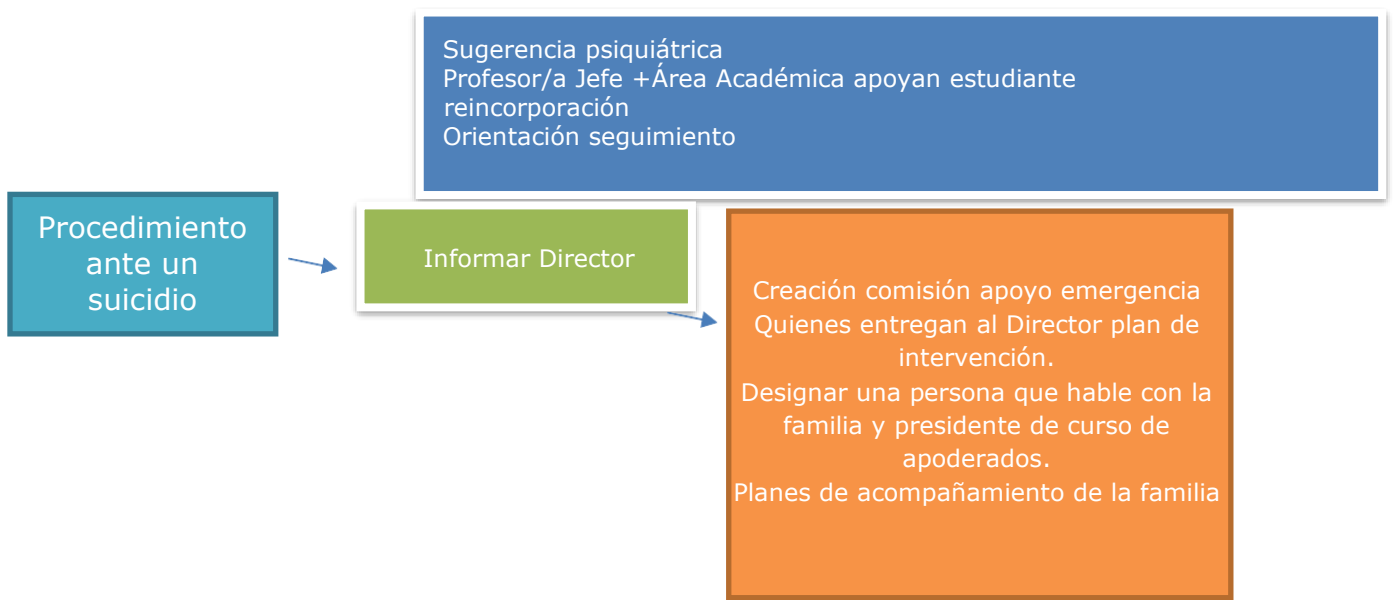 Sugerencia psiquiátrica
Profesor/a Jefe +Área Académica apoyan estudiante
reincorporación
Orientación seguimiento
Procedimiento
ante un
suicidio
Informar Director
Creación comisión apoyo emergencia
Quienes entregan al Director plan de
intervención.
Designar una persona que hable con la
familia y presidente de curso de
apoderados.
Planes de acompañamiento de la familia